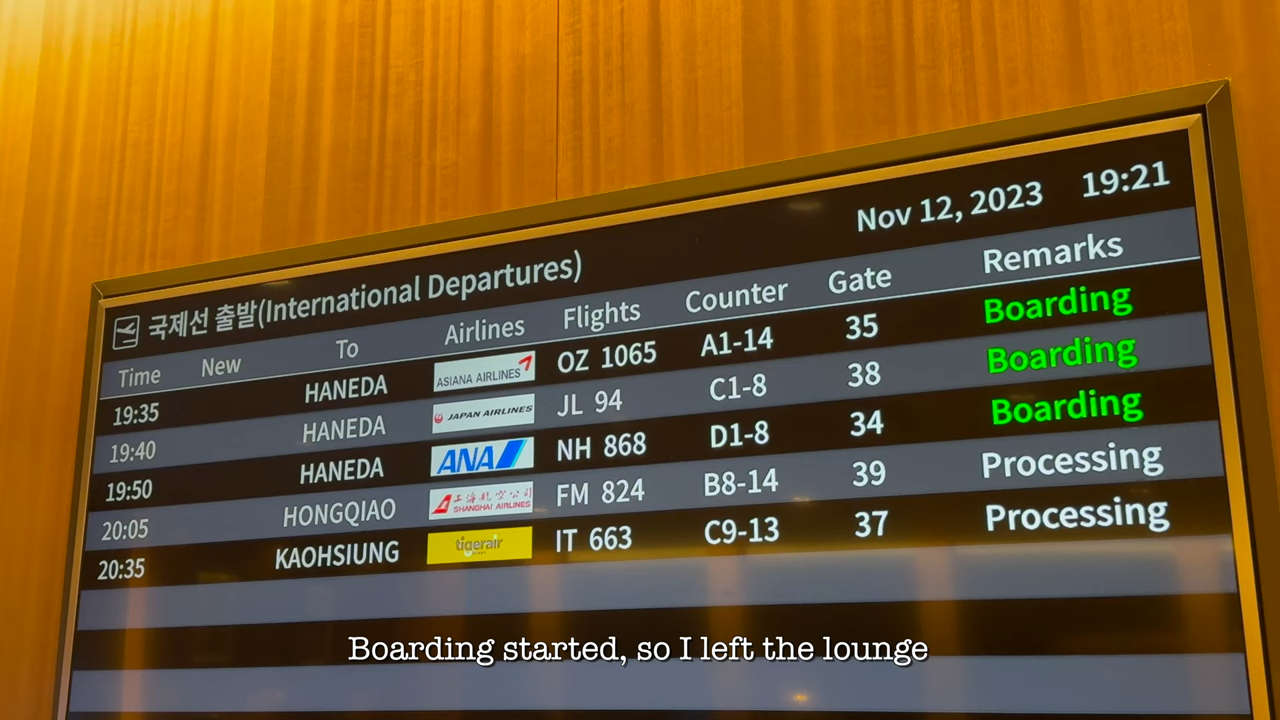 Nov 12, 2023 19:21
국제선 출발(International Departures)
Time New To Airlines Flights Counter Gate Remarks
19:35 HANEDA ASIANA AIRLINES OZ 1065 A1-14 35 Boarding
19:40 HANEDA JAPAN AIRLINES JL 94 C1-8 38 Boarding
19:50 HANEDA ANA NH 868 D1-8 34 Boarding
20:05 HONGQIAO 上海航空公司 SHANGHAI AIRLINES FM 824 B8-14 39 Processing
20:35 KAOHSIUNG tigerair IT 663 C9-13 37 Processing
Boarding started, so I left the lounge